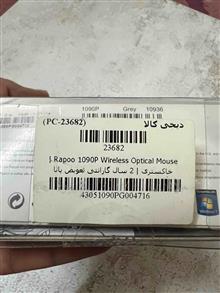 1090P Grey 10936
(PC-23682) دیجی کالا
23682
Rapoo 1090P Wireless Optical Mouse
خاکستری | 2 سال گارانتی تعویض پانا
43051090PG004716